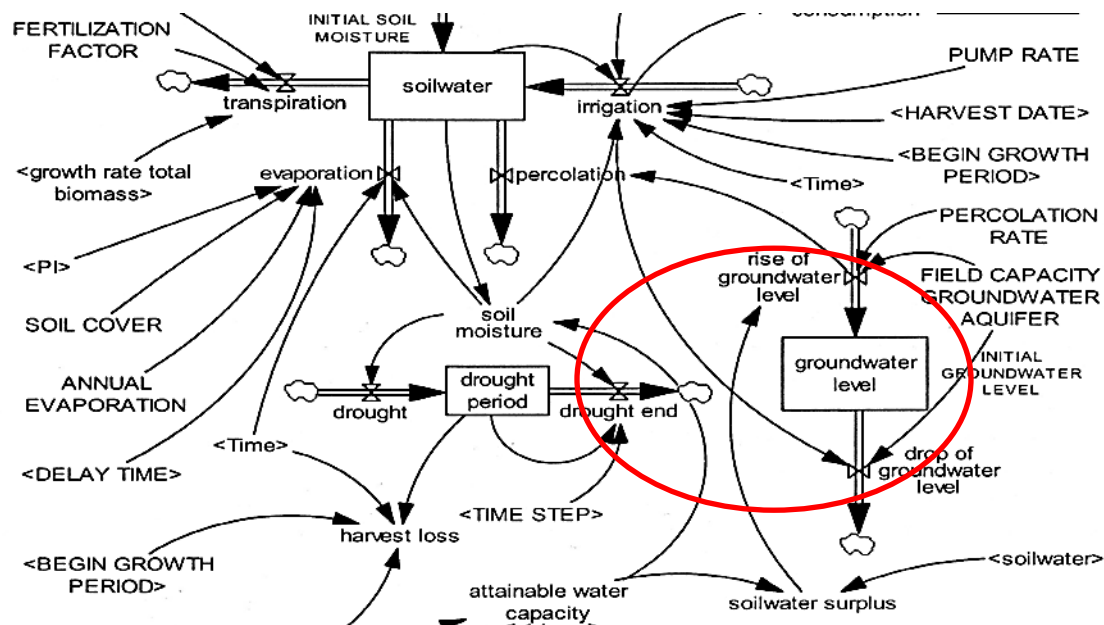 INITIAL SOIL
MOISTURE
consumption
FERTILIZATION
FACTOR
PUMP RATE
soilwater
transpiration
irrigation
<HARVEST DATE>
<growth rate total
biomass>
evaporation
percolation
<BEGIN GROWTH
PERIOD>
<Time>
PERCOLATION
RATE
<PI>
rise of
groundwater
level
FIELD CAPACITY
GROUNDWATER
AQUIFER
SOIL COVER
soil
moisture
groundwater
level
INITIAL
GROUNDWATER
LEVEL
ANNUAL
EVAPORATION
drought
drought
period
drought end
<Time>
drop of
groundwater
level
<DELAY TIME>
<TIME STEP>
harvest loss
<BEGIN GROWTH
PERIOD>
attainable water
capacity
<soilwater>
soilwater surplus